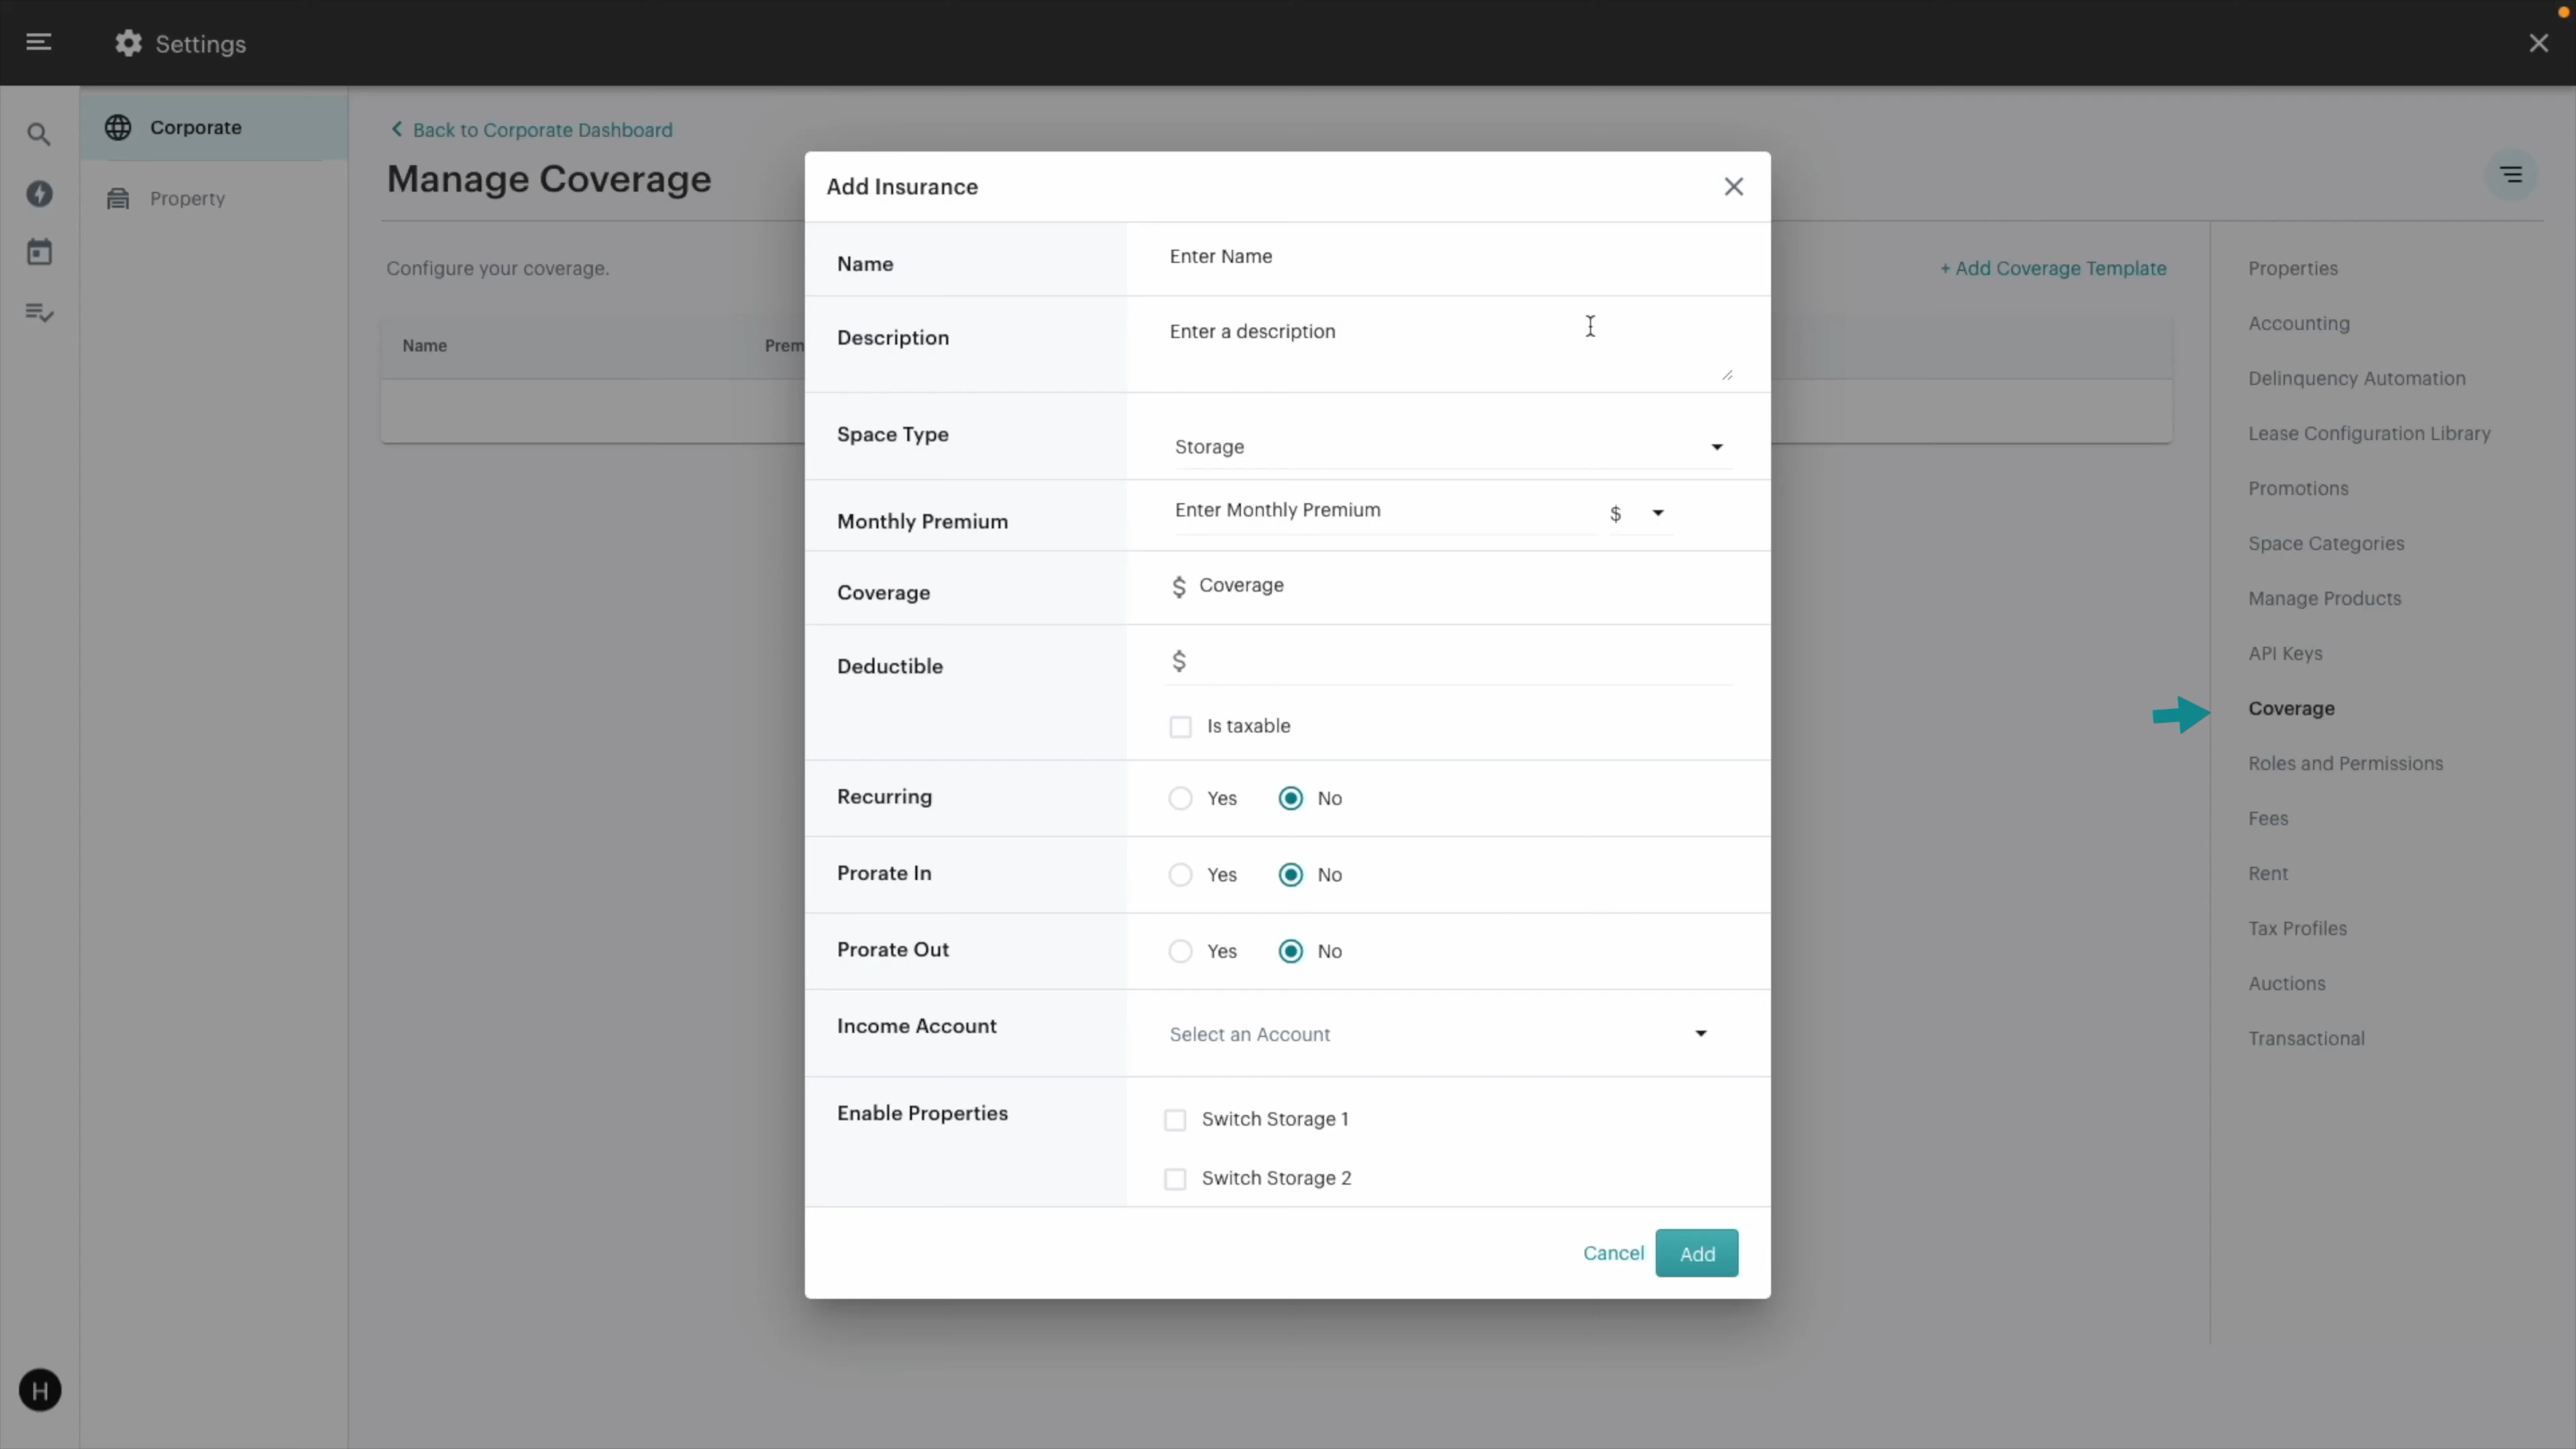 Settings
Corporate
Property
Back to Corporate Dashboard
Manage Coverage
Configure your coverage.
+ Add Coverage Template
Name
Prem
Add Insurance
Name
Enter Name
Description
Enter a description
Space Type
Storage
Monthly Premium
Enter Monthly Premium
$
Coverage
$ Coverage
Deductible
$
Is taxable
Recurring
Yes
No
Prorate In
Yes
No
Prorate Out
Yes
No
Income Account
Select an Account
Enable Properties
Switch Storage 1
Switch Storage 2
Cancel
Add
Properties
Accounting
Delinquency Automation
Lease Configuration Library
Promotions
Space Categories
Manage Products
API Keys
Coverage
Roles and Permissions
Fees
Rent
Tax Profiles
Auctions
Transactional
H